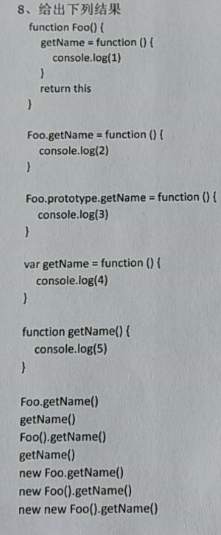 8、给出下列结果
function Foo() {
getName = function () {
console.log(1)
}
return this
}
Foo.getName = function () {
console.log(2)
}
Foo.prototype.getName = function () {
console.log(3)
}
var getName = function () {
console.log(4)
}
function getName() {
console.log(5)
}
Foo.getName()
getName()
Foo().getName()
getName()
new Foo.getName()
new Foo().getName()
new new Foo().getName()